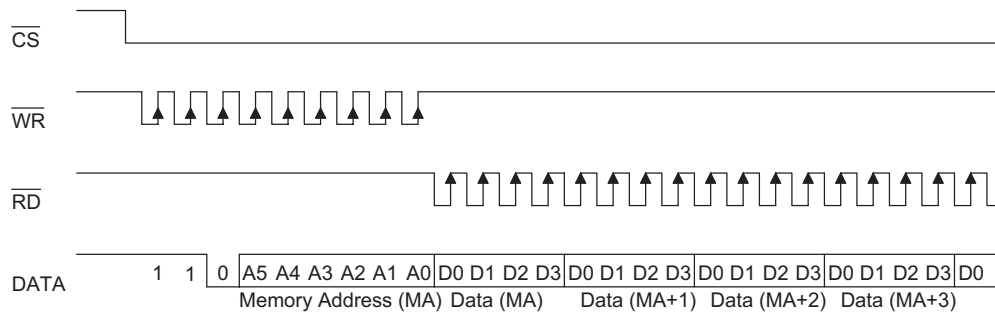 CS
WR
RD
DATA 1 1 0 A5 A4 A3 A2 A1 A0 D0 D1 D2 D3 D0 D1 D2 D3 D0 D1 D2 D3 D0 D1 D2 D3 D0
Memory Address (MA) Data (MA) Data (MA+1) Data (MA+2) Data (MA+3)